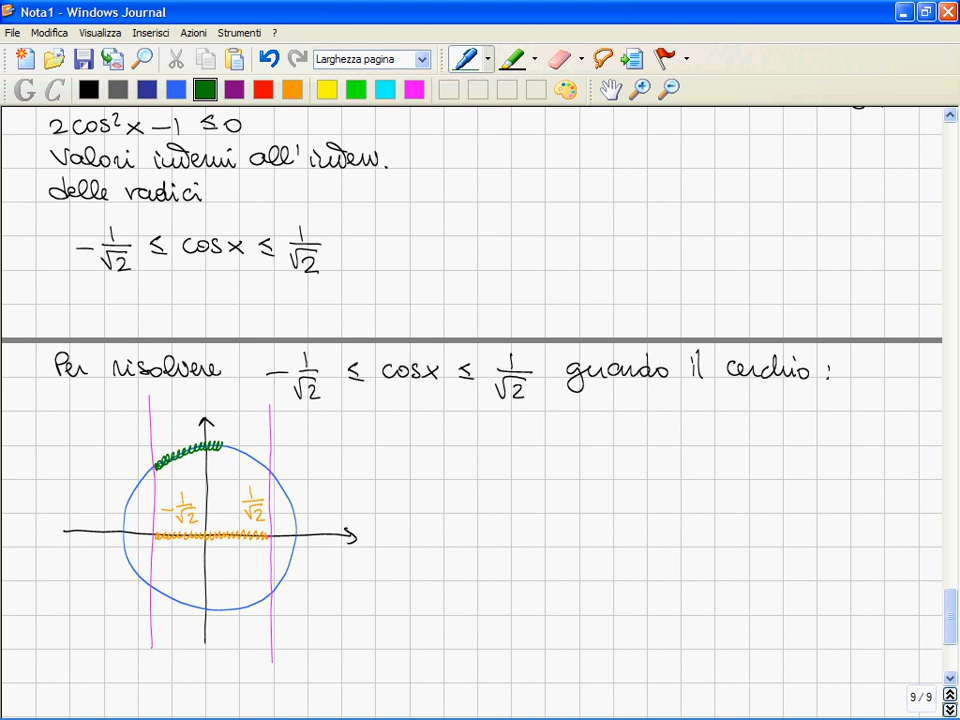 Nota1 - Windows Journal
File Modifica Visualizza Inserisci Azioni Strumenti ?
Larghezza pagina
G C
2cos²x -1 ≤0
Valori interni all'interv.
delle radici
-1/√2 ≤ cosx ≤ 1/√2
Per risolvere -1/√2 ≤ cosx ≤ 1/√2 guardo il cerchio:
-1/√2 1/√2
9 / 9